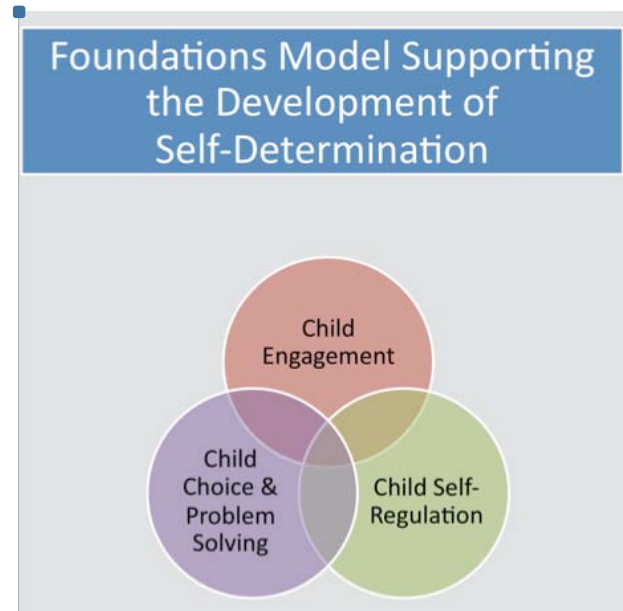 Foundations Model Supporting
the Development of
Self-Determination
Child
Engagement
Child
Choice &
Problem
Solving
Child Self-
Regulation